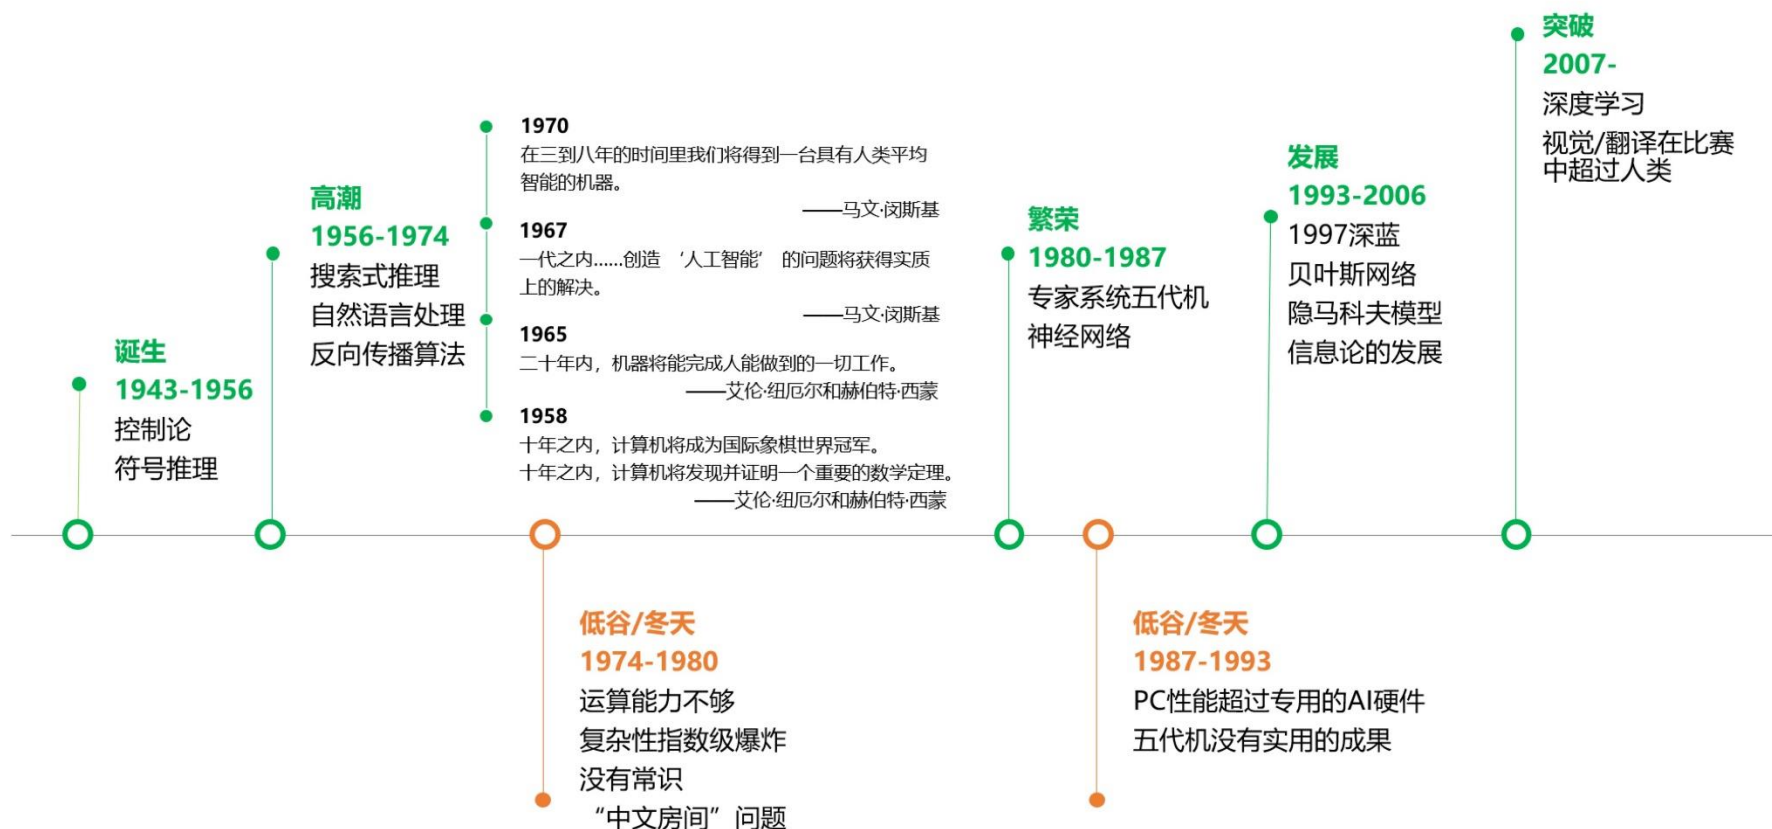 诞生
1943-1956
控制论
符号推理
高潮
1956-1974
搜索式推理
自然语言处理
反向传播算法
1970
在三到八年的时间里我们将得到一台具有人类平均
智能的机器。
——马文·闵斯基
1967
一代之内……创造 ‘人工智能’ 的问题将获得实质
上的解决。
——马文·闵斯基
1965
二十年内，机器将能完成人能做到的一切工作。
——艾伦·纽厄尔和赫伯特·西蒙
1958
十年之内，计算机将成为国际象棋世界冠军。
十年之内，计算机将发现并证明一个重要的数学定理。
——艾伦·纽厄尔和赫伯特·西蒙
低谷/冬天
1974-1980
运算能力不够
复杂性指数级爆炸
没有常识
“中文房间”问题
繁荣
1980-1987
专家系统五代机
神经网络
低谷/冬天
1987-1993
PC性能超过专用的AI硬件
五代机没有实用的成果
发展
1993-2006
1997深蓝
贝叶斯网络
隐马科夫模型
信息论的发展
突破
2007-
深度学习
视觉/翻译在比赛
中超过人类